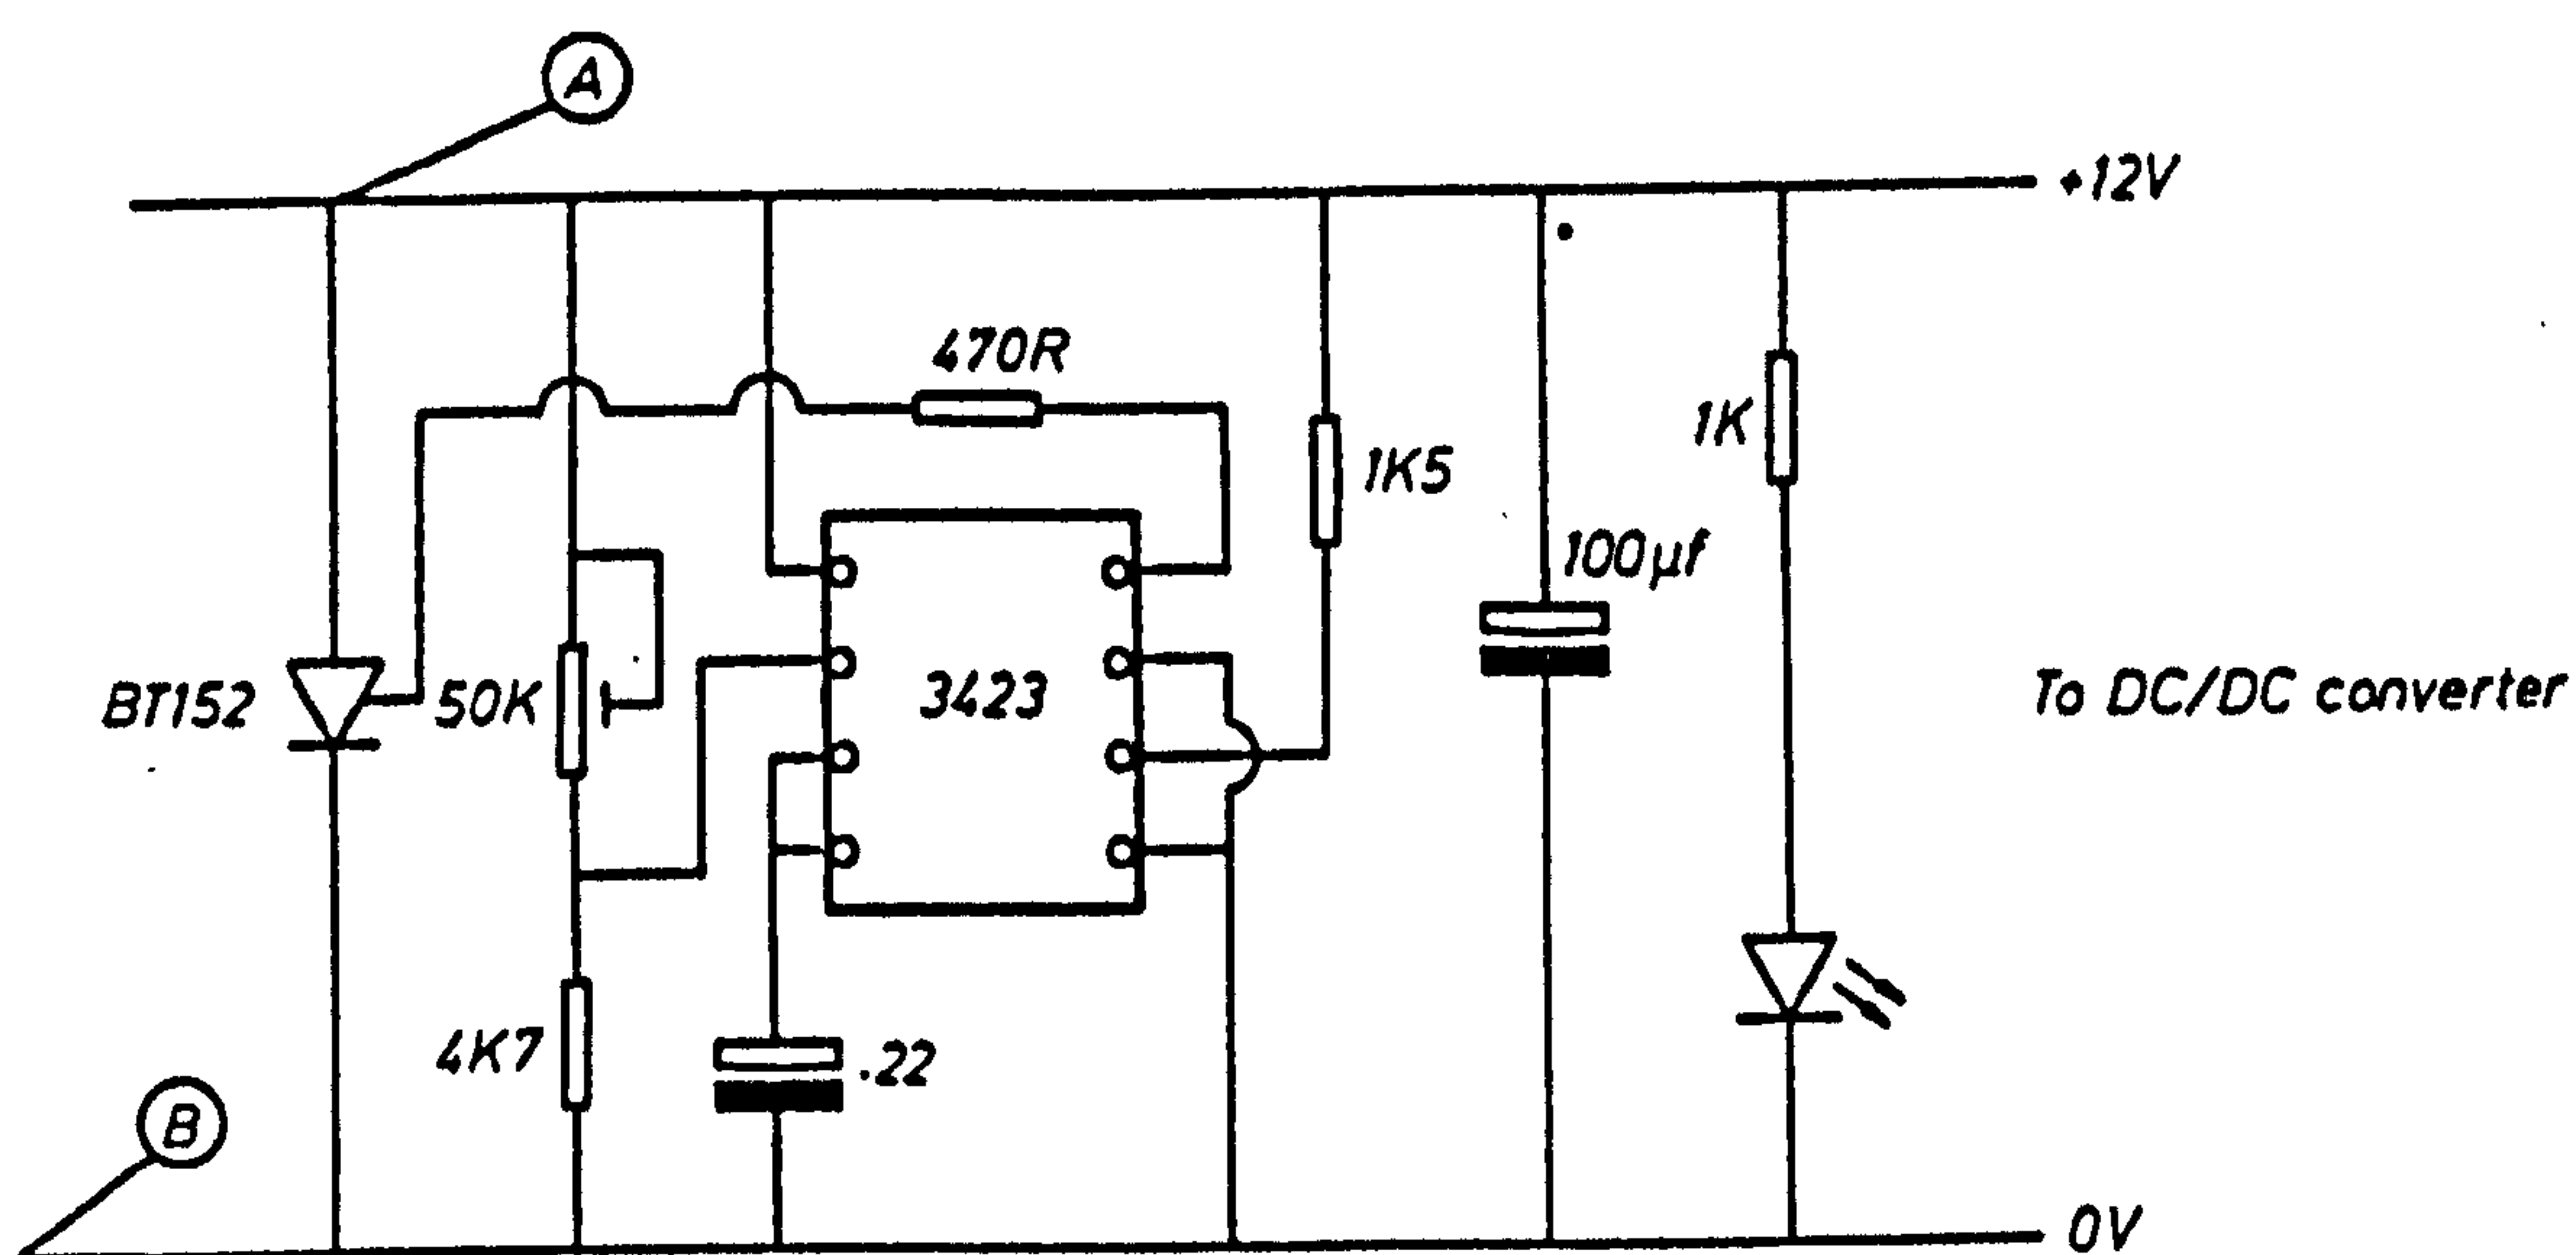 A
+12V
470R
1K5
1K
100µf
BT152
50K
3423
To DC/DC converter
4K7
.22
B
0V